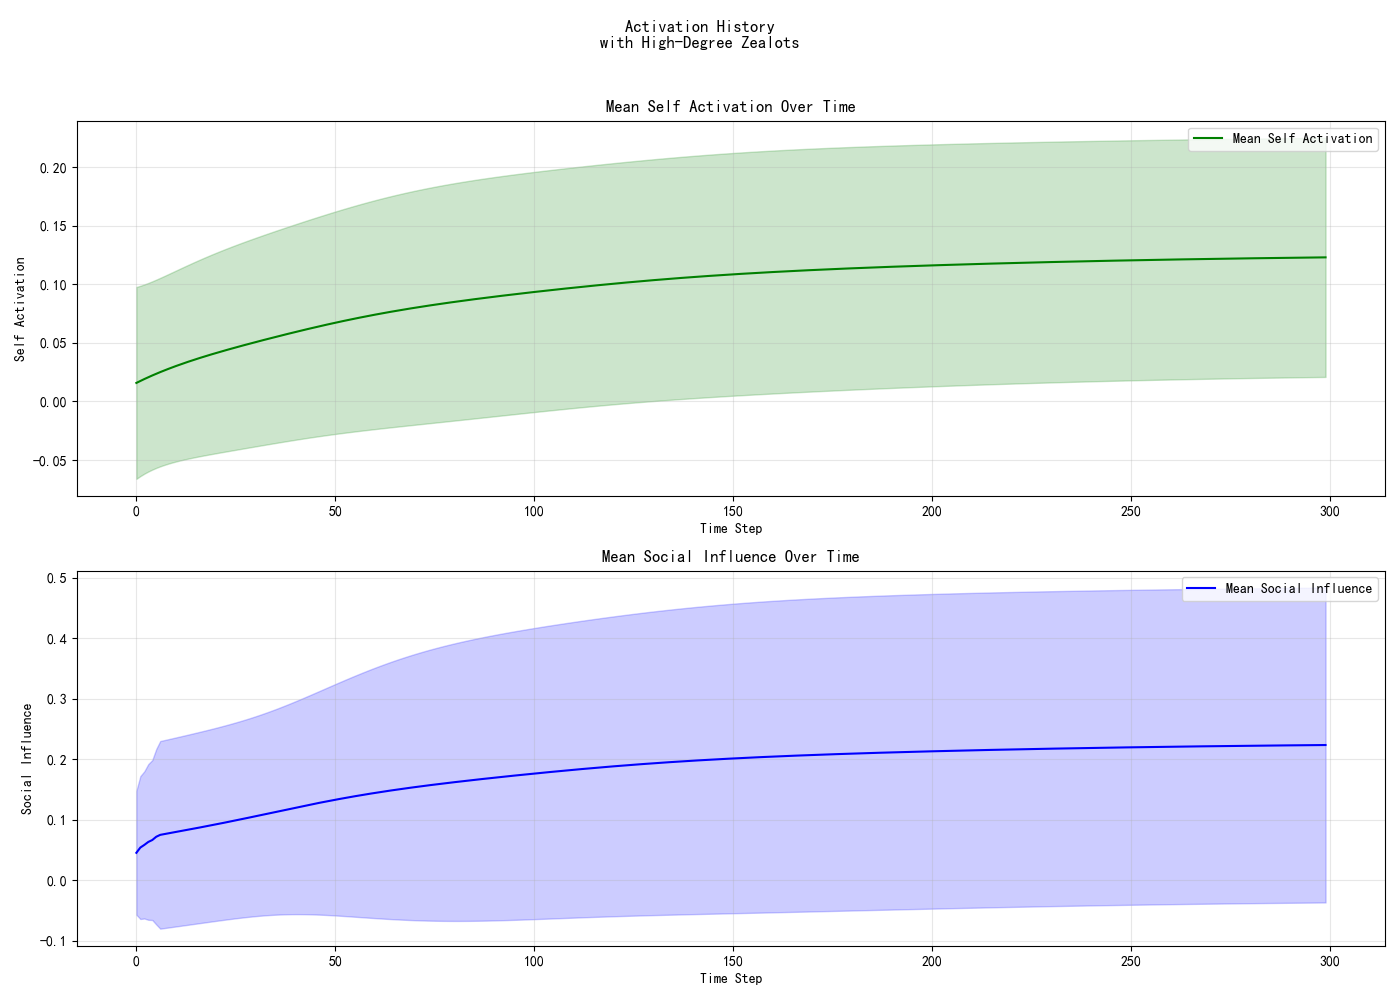 Activation History
with High-Degree Zealots
Mean Self Activation Over Time
Mean Self Activation
Self Activation
0.20
0.15
0.10
0.05
0.00
−0.05
0 50 100 150 200 250 300
Time Step
Mean Social Influence Over Time
Mean Social Influence
Social Influence
0.5
0.4
0.3
0.2
0.1
0.0
−0.1
0 50 100 150 200 250 300
Time Step